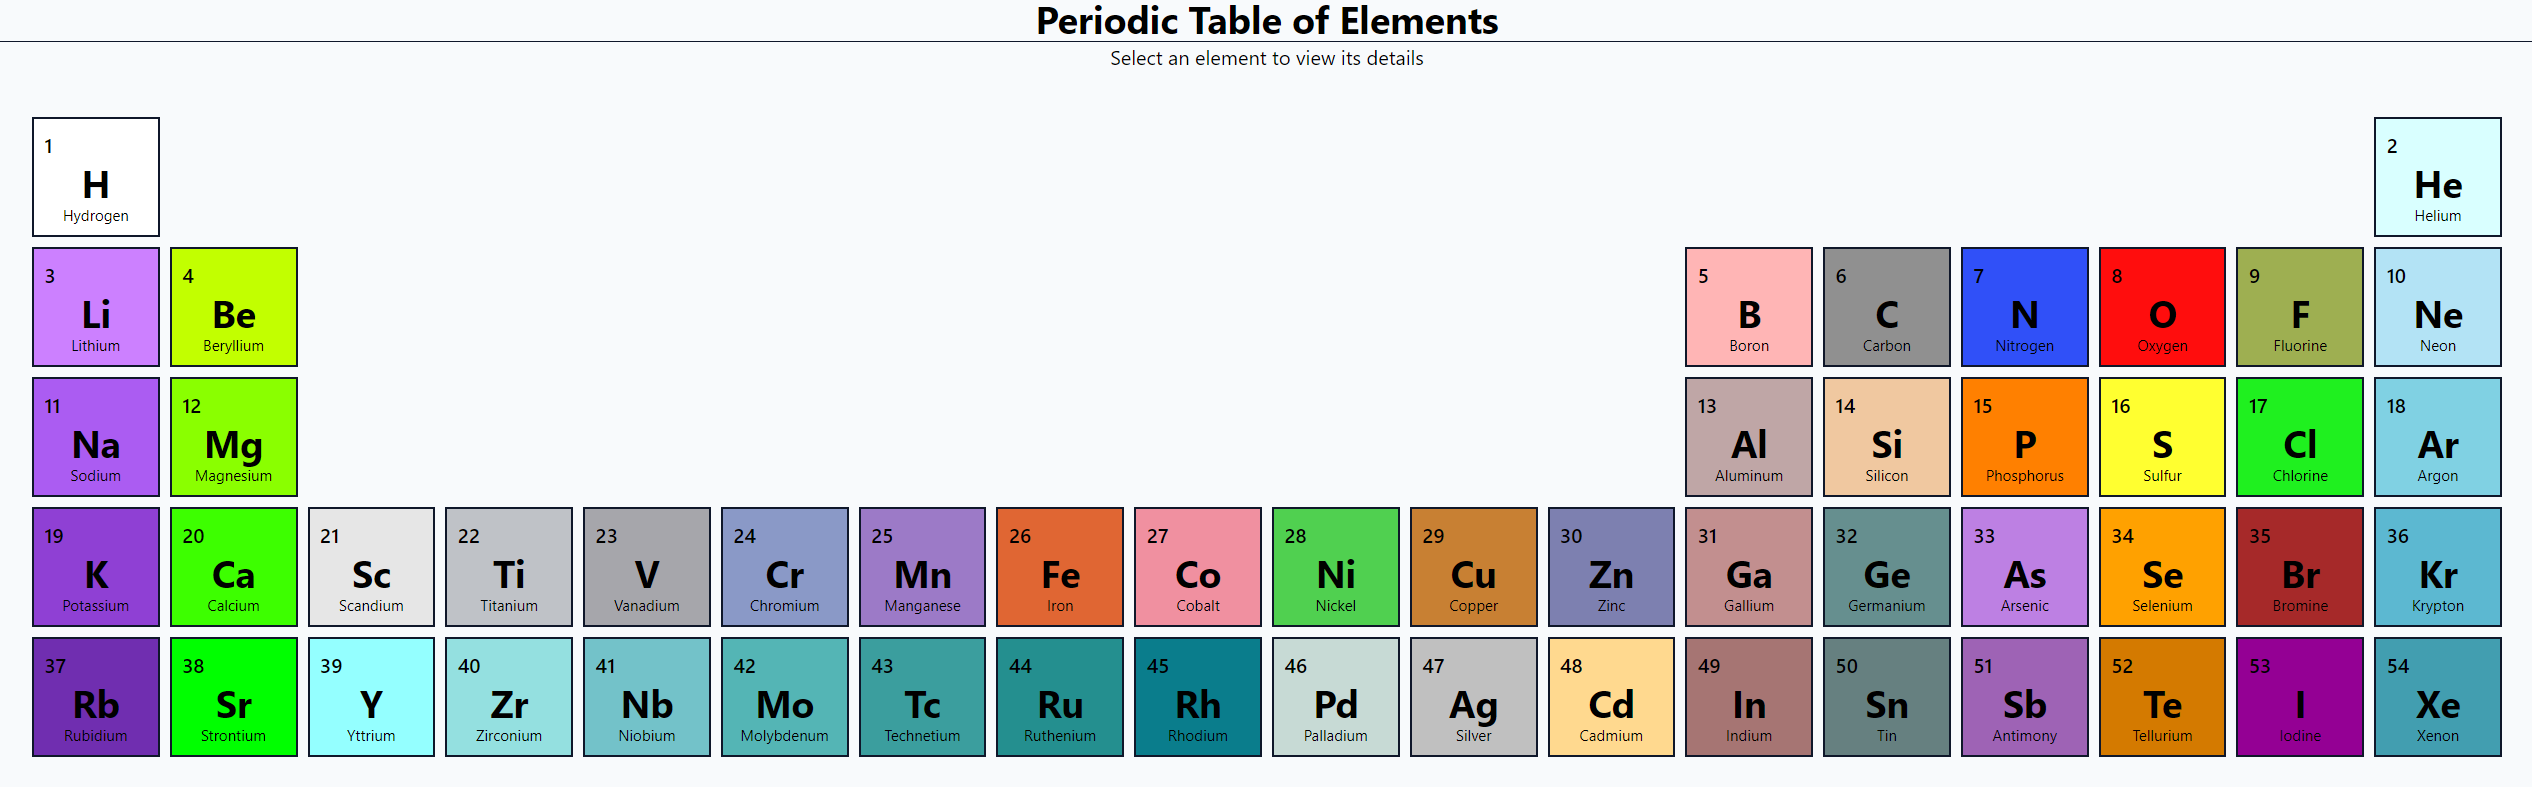 Periodic Table of Elements
Select an element to view its details
1 2
H He
Hydrogen Helium
3 4 5 6 7 8 9 10
Li Be B C N O F Ne
Lithium Beryllium Boron Carbon Nitrogen Oxygen Fluorine Neon
11 12 13 14 15 16 17 18
Na Mg Al Si P S Cl Ar
Sodium Magnesium Aluminum Silicon Phosphorus Sulfur Chlorine Argon
19 20 21 22 23 24 25 26 27 28 29 30 31 32 33 34 35 36
K Ca Sc Ti V Cr Mn Fe Co Ni Cu Zn Ga Ge As Se Br Kr
Potassium Calcium Scandium Titanium Vanadium Chromium Manganese Iron Cobalt Nickel Copper Zinc Gallium Germanium Arsenic Selenium Bromine Krypton
37 38 39 40 41 42 43 44 45 46 47 48 49 50 51 52 53 54
Rb Sr Y Zr Nb Mo Tc Ru Rh Pd Ag Cd In Sn Sb Te I Xe
Rubidium Strontium Yttrium Zirconium Niobium Molybdenum Technetium Ruthenium Rhodium Palladium Silver Cadmium Indium Tin Antimony Tellurium Iodine Xenon